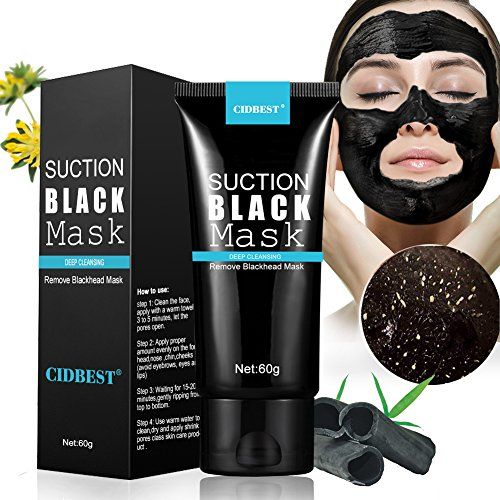 SUCTION
BLACK
Mask
DEEP CLEANSING
Remove Blackhead Mask
How to use:
step 1: Clean the face,
apply with a warm towel
3 to 5 minutes, let the
pores open.
Step 2: Apply proper
amount evenly on the fo
head,nose ,chin,cheeks
(avoid eyebrows, eyes a
lips)
Step 3: Waiting for 15-20
minutes,gently ripping from
top to bottom.
Step 4: Use warm water to
clean,dry and apply shrink
pores class skin care produc
uct .
CIDBEST®
Net:60g
CIDBEST®
SUCTION
BLACK
Mask
DEEP CLEANSING
Remove Blackhead Mask
Net:60g